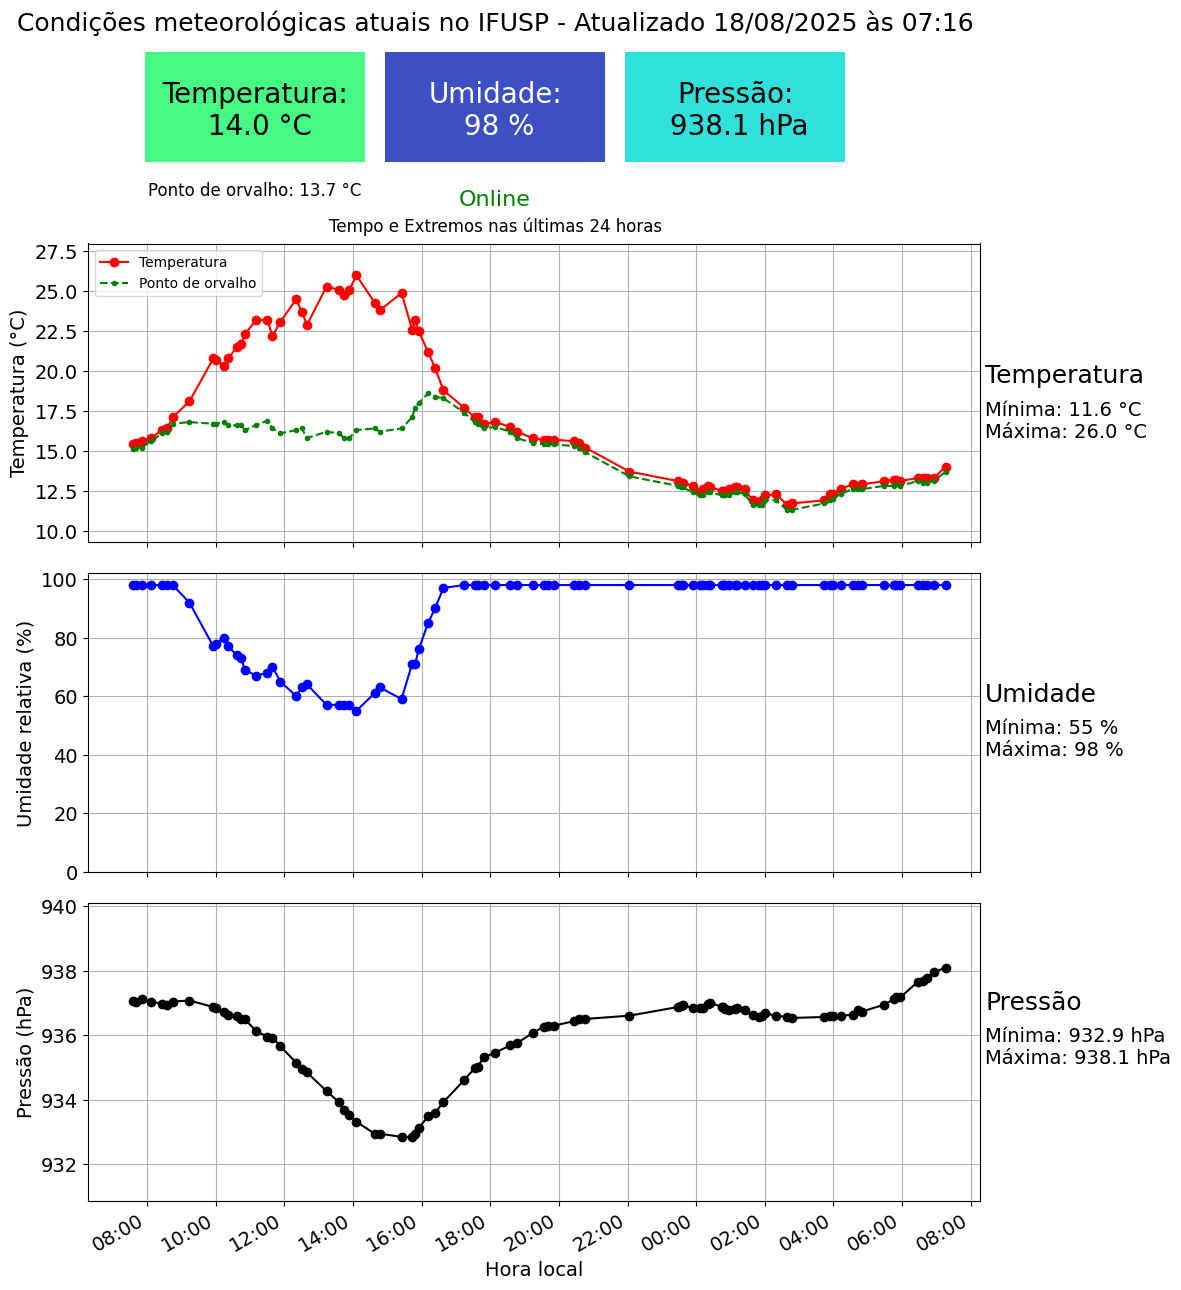 Condições meteorológicas atuais no IFUSP - Atualizado 18/08/2025 às 07:16
Temperatura:
14.0 °C
Umidade:
98 %
Pressão:
938.1 hPa
Ponto de orvalho: 13.7 °C
Online
Tempo e Extremos nas últimas 24 horas
27.5
25.0
22.5
20.0
17.5
15.0
12.5
10.0
Temperatura (°C)
Temperatura
Ponto de orvalho
Temperatura
Mínima: 11.6 °C
Máxima: 26.0 °C
100
80
60
40
20
0
Umidade relativa (%)
Umidade
Mínima: 55 %
Máxima: 98 %
940
938
936
934
932
Pressão (hPa)
Pressão
Mínima: 932.9 hPa
Máxima: 938.1 hPa
08:00
10:00
12:00
14:00
16:00
18:00
20:00
22:00
00:00
02:00
04:00
06:00
08:00
Hora local